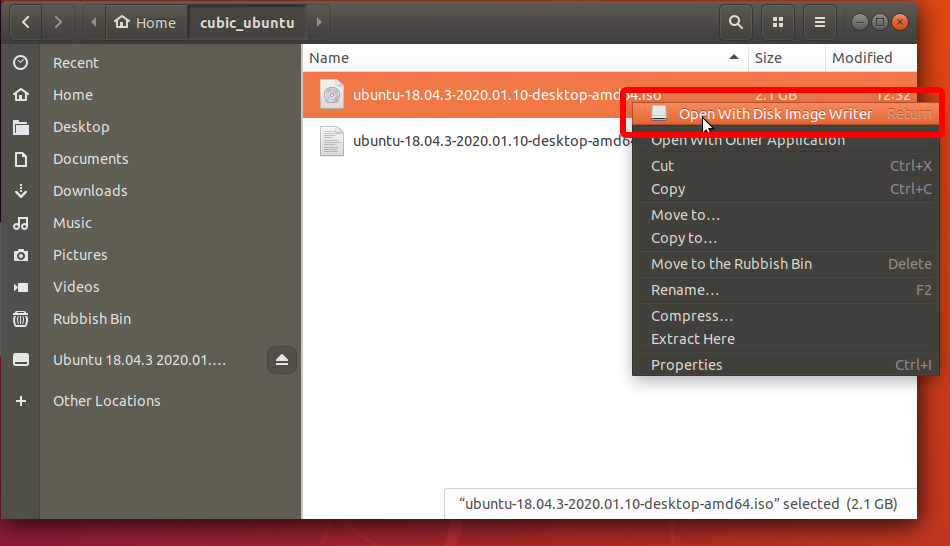 Home
cubic_ubuntu
Name
Size
Modified
Recent
Home
Desktop
Documents
Downloads
Music
Pictures
Videos
Rubbish Bin
Ubuntu 18.04.3 2020.01.…
Other Locations
ubuntu-18.04.3-2020.01.10-desktop-amd64.iso 2.1 GB 12:32
ubuntu-18.04.3-2020.01.10-desktop-amd6
Open With Disk Image Writer Return
Open With Other Application
Cut Ctrl+X
Copy Ctrl+C
Move to…
Copy to…
Move to the Rubbish Bin Delete
Rename… F2
Compress…
Extract Here
Properties Ctrl+I
“ubuntu-18.04.3-2020.01.10-desktop-amd64.iso” selected (2.1 GB)